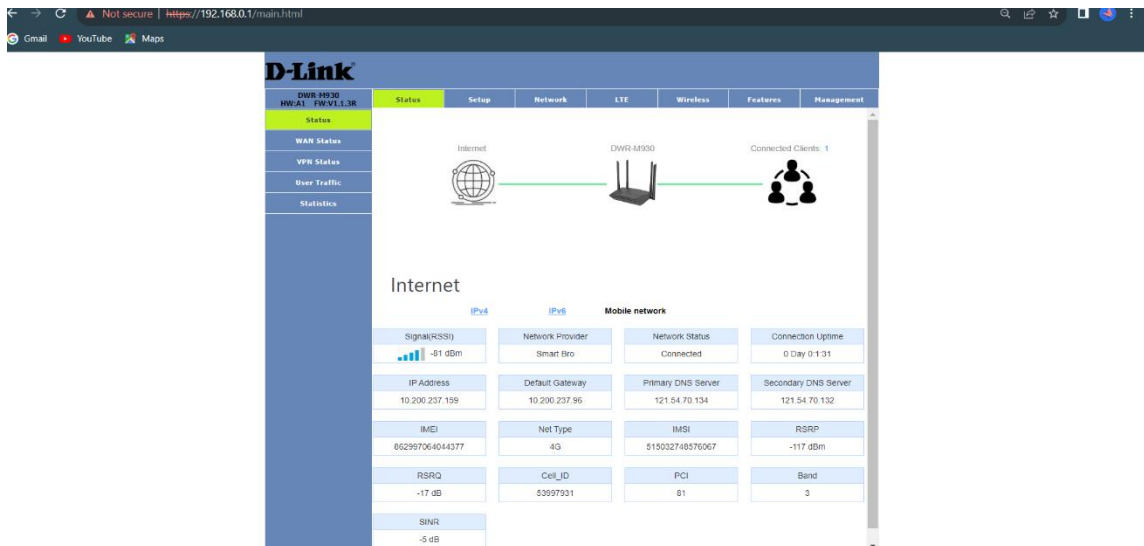 Not secure | https://192.168.0.1/main.html
Gmail YouTube Maps
D-Link
DWR-M930
HW:A1 FW:V1.1.3R
Status Setup Network LTE Wireless Features Management
Status
WAN Status
VPN Status
User Traffic
Statistics
Internet DWR-M930 Connected Clients: 1
Internet
IPv4 IPv6 Mobile network
Signal(RSSI) Network Provider Network Status Connection Uptime
-81 dBm Smart Bro Connected 0 Day 0:1:31
IP Address Default Gateway Primary DNS Server Secondary DNS Server
10.200.237.159 10.200.237.96 121.54.70.134 121.54.70.132
IMEI Net Type IMSI RSRP
862997064044377 4G 515032748576067 -117 dBm
RSRQ Cell_ID PCI Band
-17 dB 53997931 81 3
SINR
-5 dB